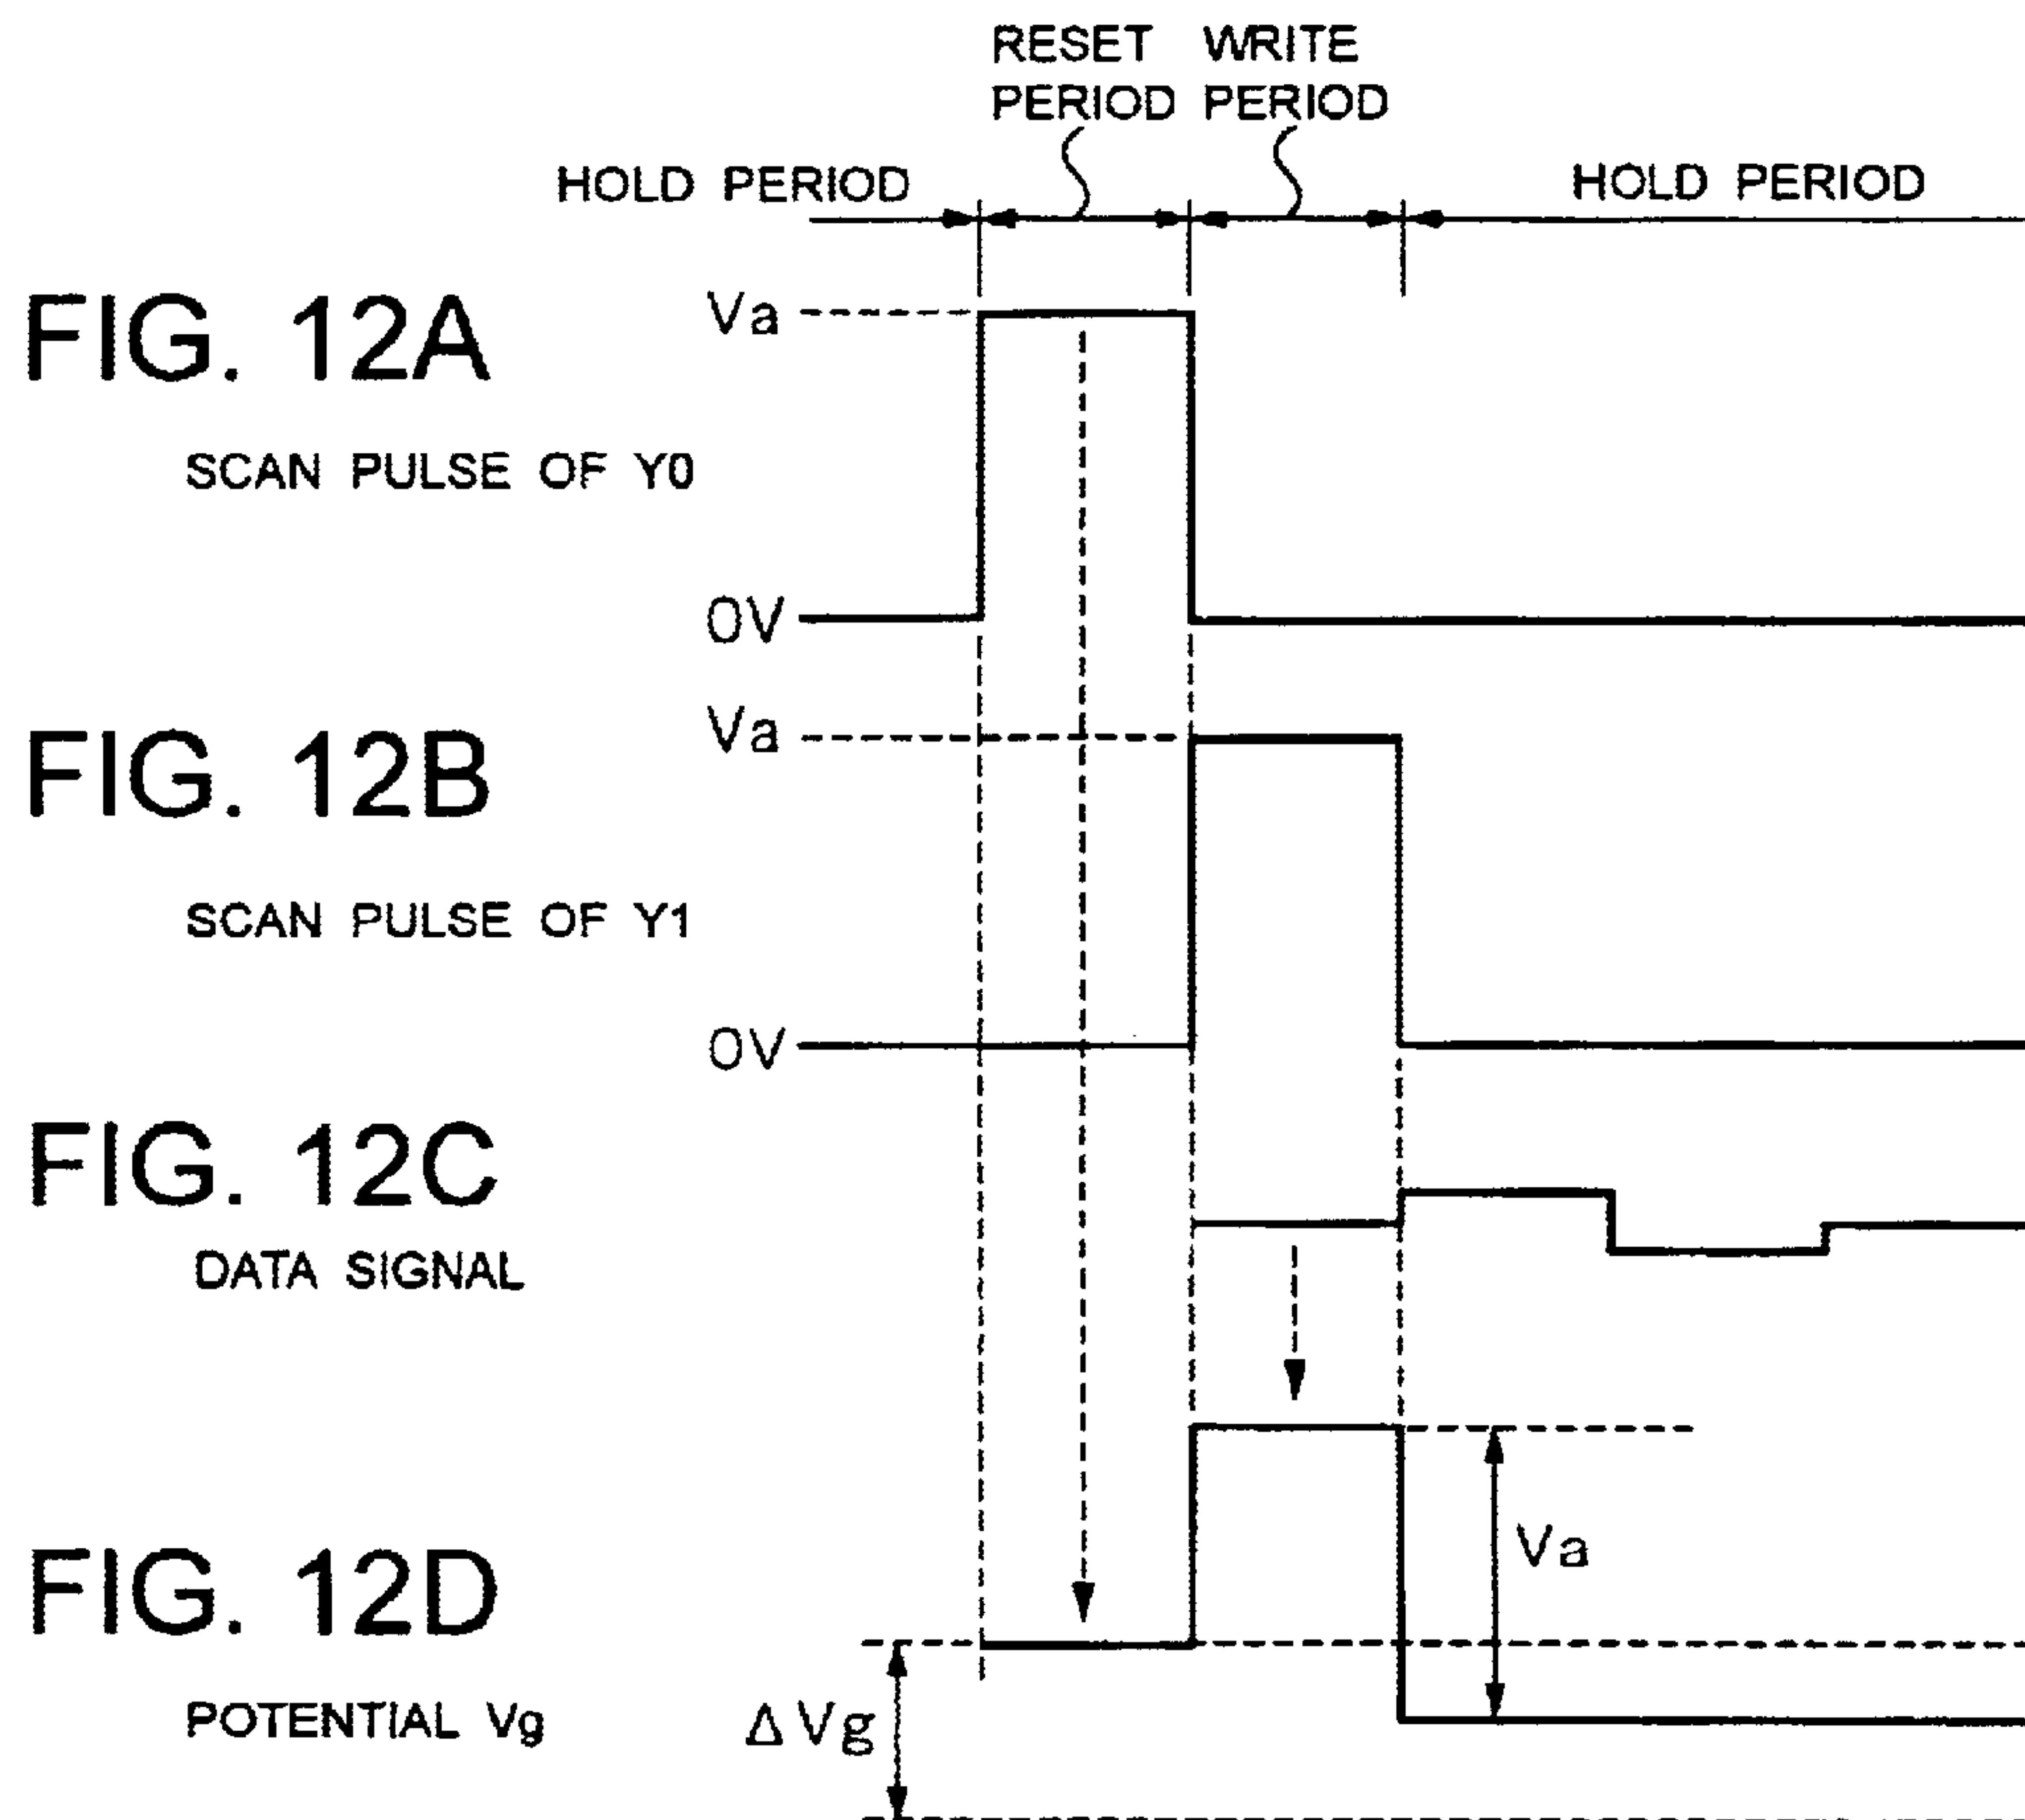 RESET WRITE
PERIOD PERIOD
HOLD PERIOD
HOLD PERIOD
FIG. 12A
Va
SCAN PULSE OF Y0
0V
FIG. 12B
Va
SCAN PULSE OF Y1
0V
FIG. 12C
DATA SIGNAL
FIG. 12D
Va
POTENTIAL Vg
Δ Vg